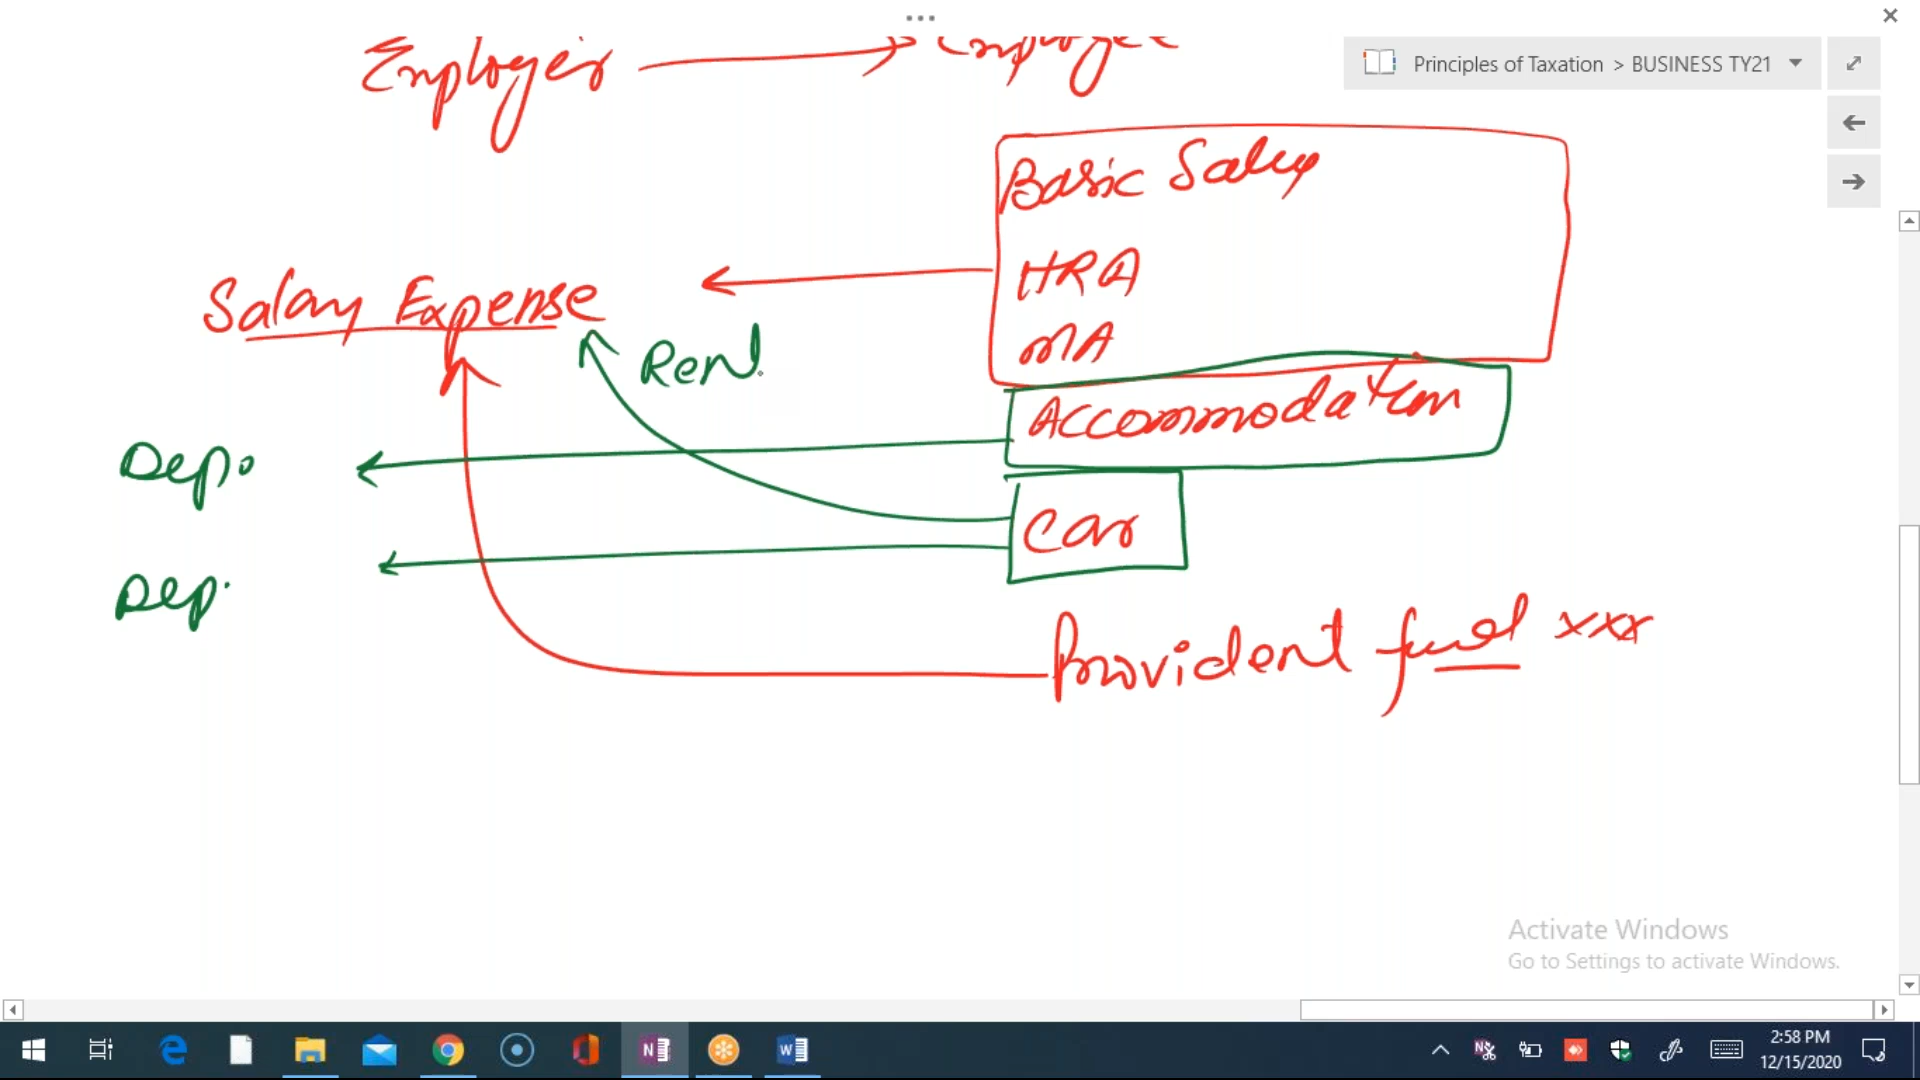 Principles of Taxation > BUSINESS TY21
Employer Employee
Basic Salary
HRA
MA
Salary Expense
Rent
Accommodation
Dep.
Car
Dep.
Provident fund xxx
Activate Windows
Go to Settings to activate Windows.
2:58 PM
12/15/2020